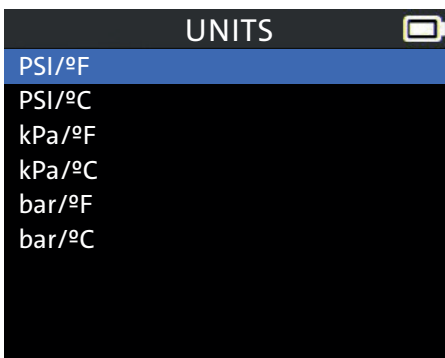 UNITS
PSI/ºF
PSI/ºC
kPa/ºF
kPa/ºC
bar/ºF
bar/ºC